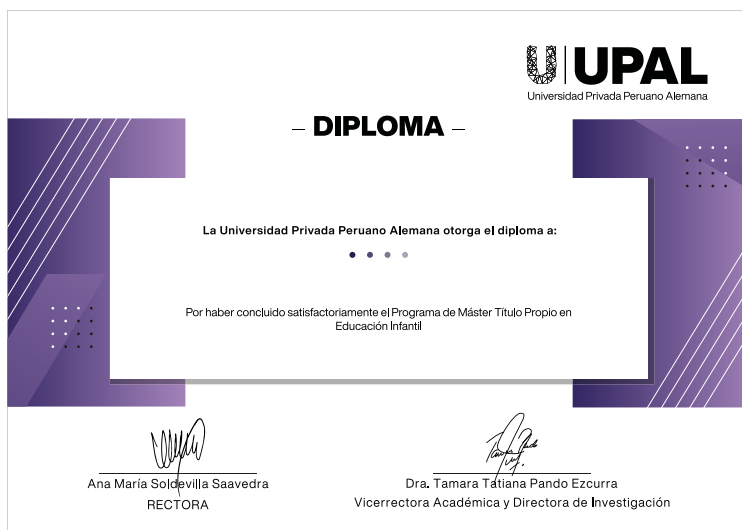 UPAL
Universidad Privada Peruano Alemana
– DIPLOMA –
La Universidad Privada Peruano Alemana otorga el diploma a:
Por haber concluido satisfactoriamente el Programa de Máster Título Propio en
Educación Infantil
Ana María Soldevilla Saavedra
RECTORA
Dra. Tamara Tatiana Pando Ezcurra
Vicerrectora Académica y Directora de Investigación